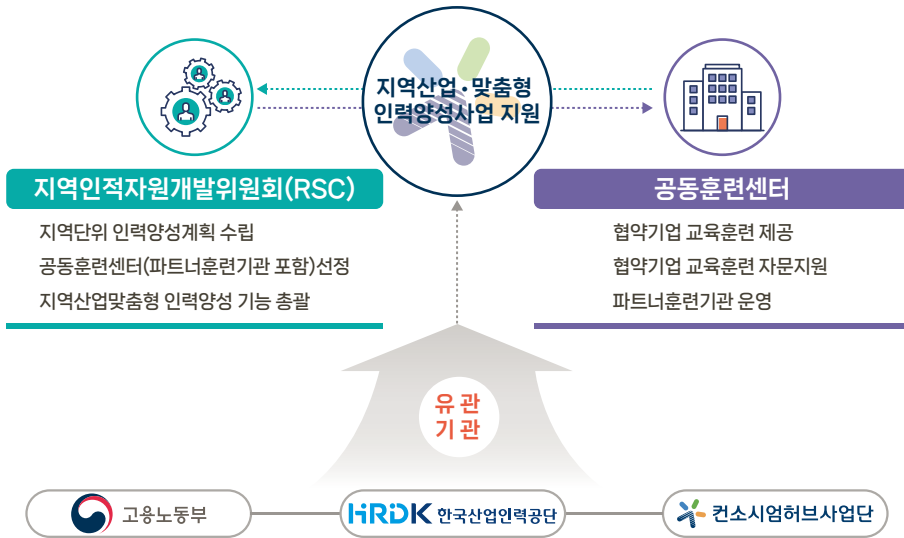 지역산업·맞춤형
인력양성사업 지원
지역인적자원개발위원회(RSC)
지역단위 인력양성계획 수립
공동훈련센터(파트너훈련기관 포함)선정
지역산업맞춤형 인력양성 기능 총괄
공동훈련센터
협약기업 교육훈련 제공
협약기업 교육훈련 자문지원
파트너훈련기관 운영
유관
기관
고용노동부
HRDK 한국산업인력공단
컨소시엄허브사업단